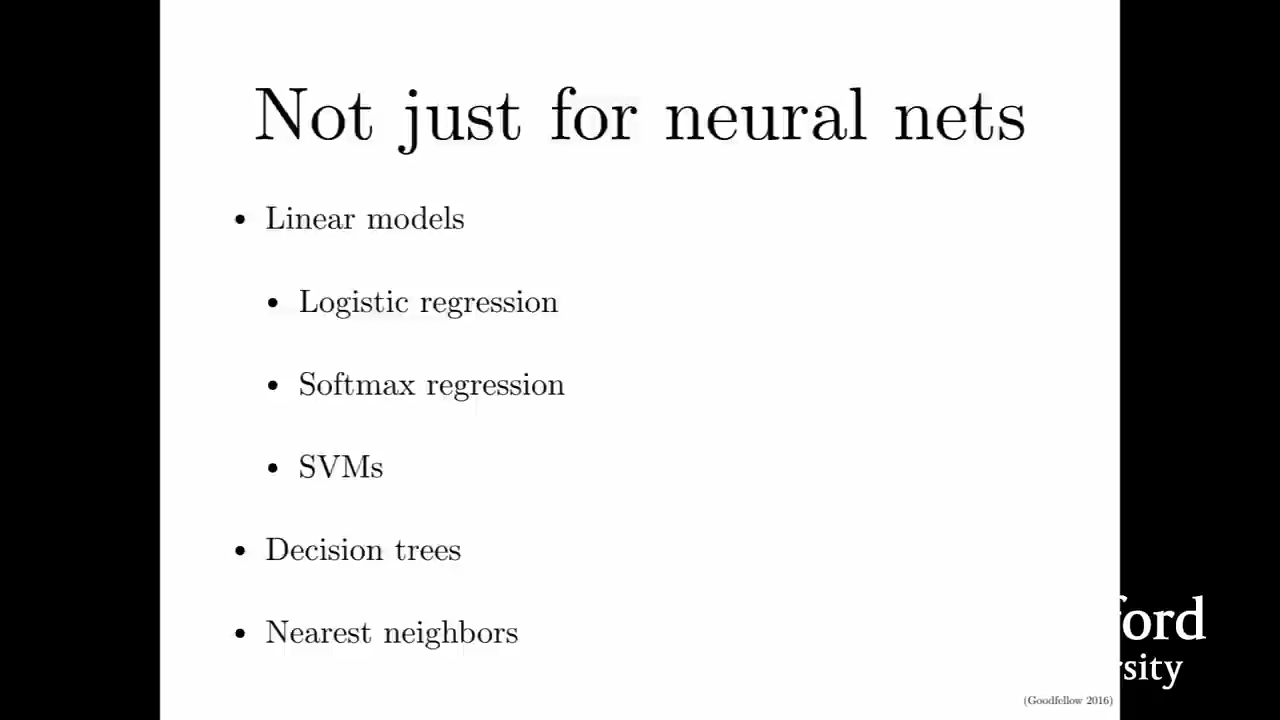 Not just for neural nets
• Linear models
• Logistic regression
• Softmax regression
• SVMs
• Decision trees
• Nearest neighbors
ford
rsity
(Goodfellow 2016)